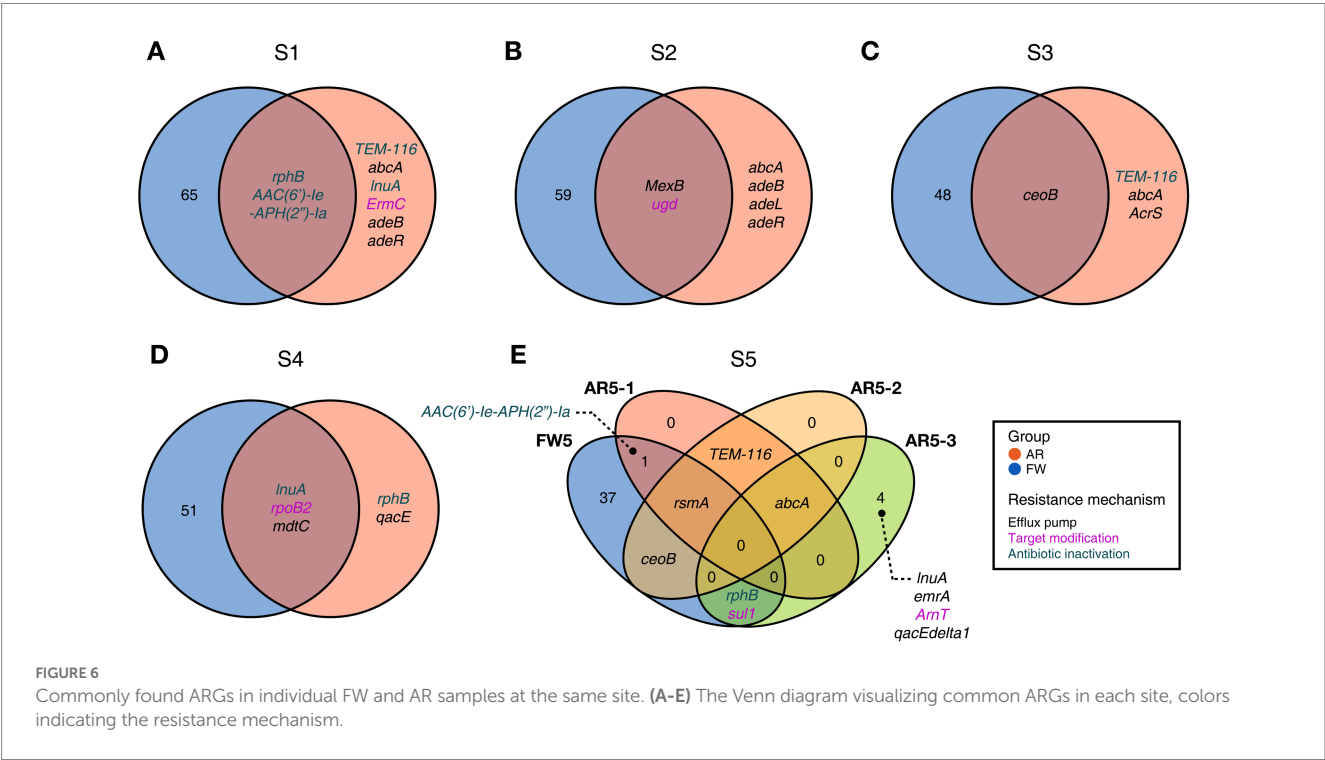 A
S1
65
rphB
AAC(6’)-Ie
-APH(2”)-Ia
TEM-116
abcA
lnuA
ErmC
adeB
adeR
B
S2
59
MexB
ugd
abcA
adeB
adeL
adeR
C
S3
48
ceoB
TEM-116
abcA
AcrS
D
S4
51
lnuA
rpoB2
mdtC
rphB
qacE
E
S5
AR5-1
AR5-2
AAC(6’)-Ie-APH(2”)-Ia
FW5
AR5-3
0
0
1
TEM-116
0
37
rsmA
abcA
4
ceoB
0
0
0
0
rphB
sul1
lnuA
emrA
ArnT
qacEdelta1
Group
AR
FW
Resistance mechanism
Efflux pump
Target modification
Antibiotic inactivation
FIGURE 6
Commonly found ARGs in individual FW and AR samples at the same site. (A-E) The Venn diagram visualizing common ARGs in each site, colors
indicating the resistance mechanism.